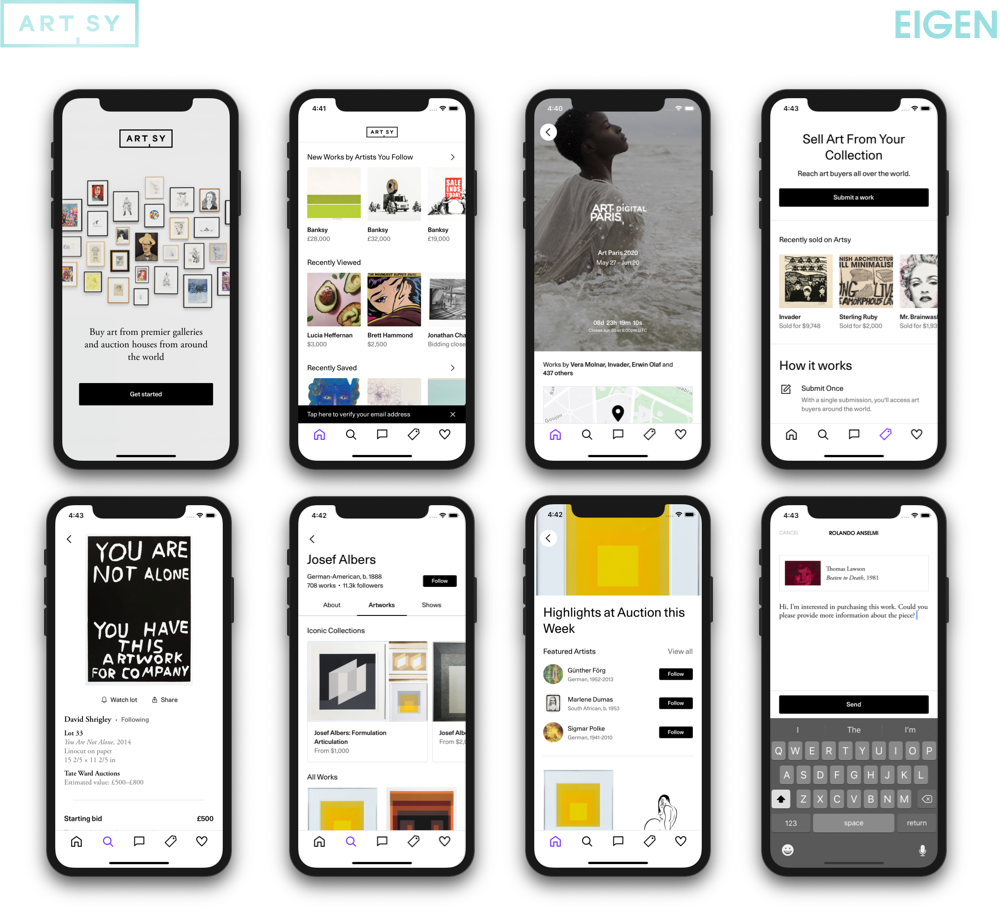 ARTSY
EIGEN
ARTSY
Buy art from premier galleries
and auction houses from around
the world
Get started
4:41
ARTSY
New Works by Artists You Follow
SALE
ENDS
TODAY
Banksy
£28,000
Banksy
£32,000
Banksy
£19,000
Recently Viewed
Lucia Heffernan
$3,000
Brett Hammond
$2,500
Jonathan Cha
Bidding close
Recently Saved
Tap here to verify your email address
4:40
ART PARIS DIGITAL
Art Paris 2020
May 27 – Jun 20
08d 23h 19m 10s
Works by Vera Molnar, Invader, Erwin Olaf and
437 others
4:43
Sell Art From Your
Collection
Reach art buyers all over the world.
Submit a work
Recently sold on Artsy
Invader
Sold for $9,748
Sterling Ruby
Sold for $2,000
Mr. Brainwas
Sold for $1,93
How it works
Submit Once
With a single submission, you'll access art
buyers around the world.
4:43
YOU ARE
NOT ALONE
YOU HAVE
THIS
ARTWORK
FOR COMPANY
Watch lot
Share
David Shrigley • Following
Lot 33
You Are Not Alone, 2014
Linocut on paper
15 2/5 × 11 2/5 in
Tate Ward Auctions
Estimated value: £500–£800
Starting bid
£500
4:42
Josef Albers
German-American, b. 1888
708 works • 11.3k followers
Follow
About
Artworks
Shows
Iconic Collections
Josef Albers: Formulation
Articulation
From $1,000
Josef Alb
From $2,
All Works
4:42
Highlights at Auction this
Week
Featured Artists
View all
Günther Förg
German, 1952-2013
Follow
Marlene Dumas
South African, b. 1953
Follow
Sigmar Polke
German, 1941-2010
Follow
4:43
CANCEL
ROLANDO ANSELMI
Thomas Lawson
Beaten to Death, 1981
Hi, I'm interested in purchasing this work. Could you
please provide more information about the piece?
Send
I
The
I'm
Q W E R T Y U I O P
A S D F G H J K L
Z X C V B N M
123
space
return